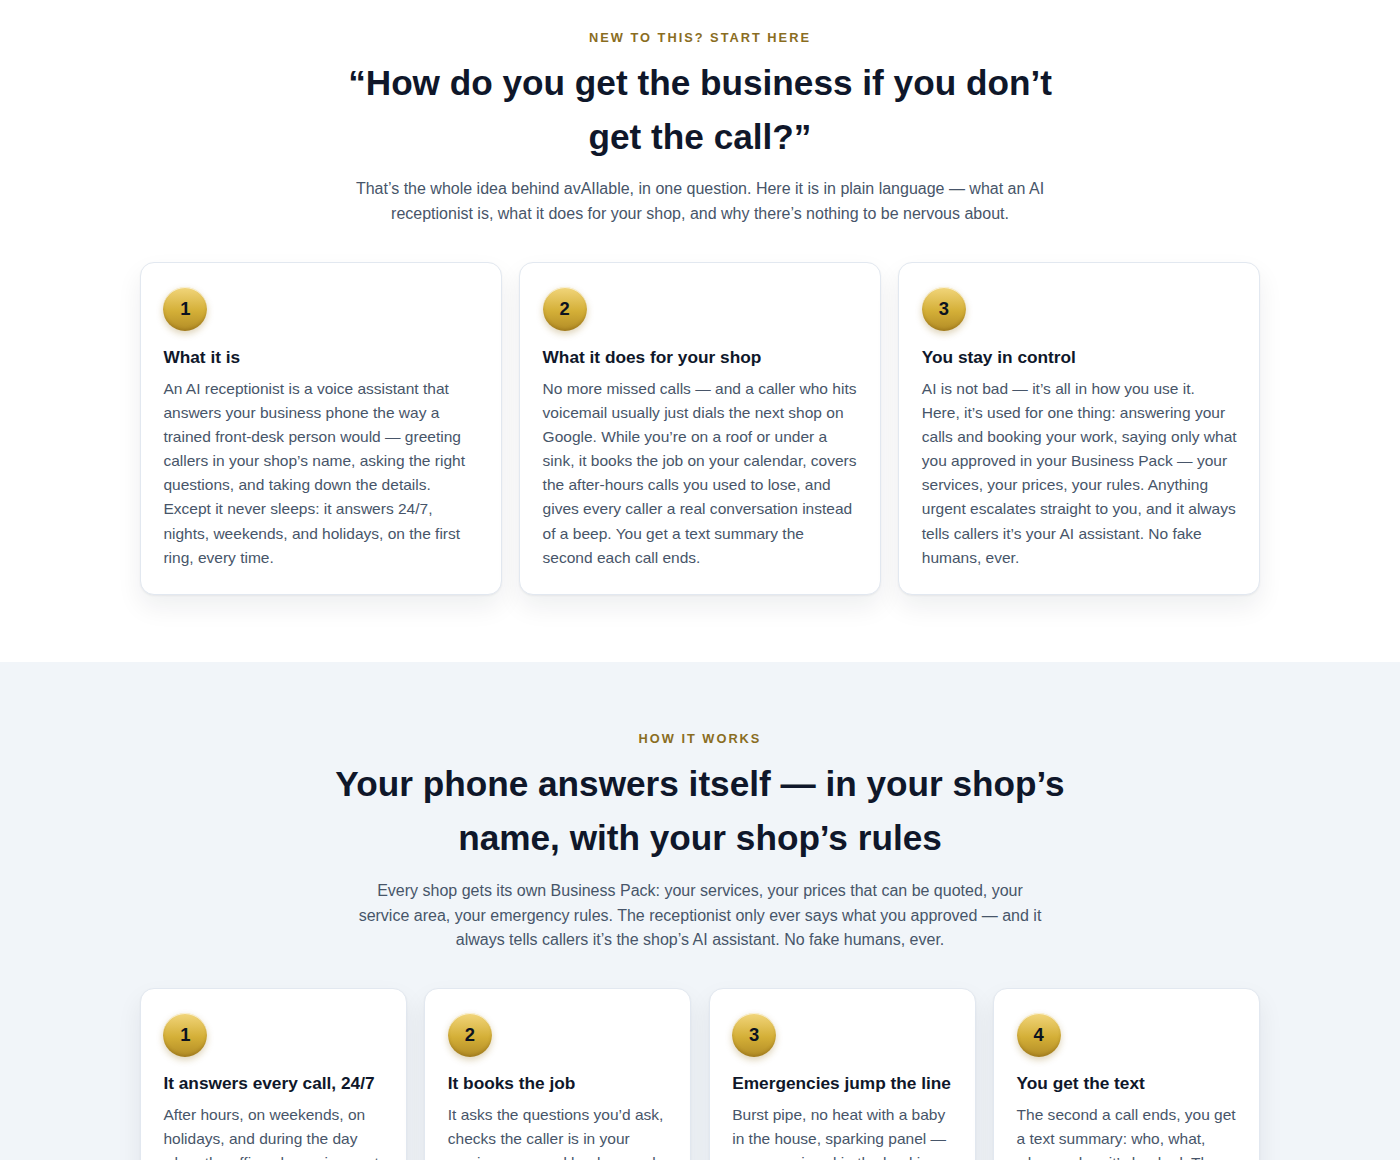 NEW TO THIS? START HERE
“How do you get the business if you don’t
get the call?”
That’s the whole idea behind avAIlable, in one question. Here it is in plain language — what an AI
receptionist is, what it does for your shop, and why there’s nothing to be nervous about.
1
What it is
An AI receptionist is a voice assistant that
answers your business phone the way a
trained front-desk person would — greeting
callers in your shop’s name, asking the right
questions, and taking down the details.
Except it never sleeps: it answers 24/7,
nights, weekends, and holidays, on the first
ring, every time.
2
What it does for your shop
No more missed calls — and a caller who hits
voicemail usually just dials the next shop on
Google. While you’re on a roof or under a
sink, it books the job on your calendar, covers
the after-hours calls you used to lose, and
gives every caller a real conversation instead
of a beep. You get a text summary the
second each call ends.
3
You stay in control
AI is not bad — it’s all in how you use it.
Here, it’s used for one thing: answering your
calls and booking your work, saying only what
you approved in your Business Pack — your
services, your prices, your rules. Anything
urgent escalates straight to you, and it always
tells callers it’s your AI assistant. No fake
humans, ever.
HOW IT WORKS
Your phone answers itself — in your shop’s
name, with your shop’s rules
Every shop gets its own Business Pack: your services, your prices that can be quoted, your
service area, your emergency rules. The receptionist only ever says what you approved — and it
always tells callers it’s the shop’s AI assistant. No fake humans, ever.
1
It answers every call, 24/7
After hours, on weekends, on
holidays, and during the day
2
It books the job
It asks the questions you’d ask,
checks the caller is in your
3
Emergencies jump the line
Burst pipe, no heat with a baby
in the house, sparking panel —
4
You get the text
The second a call ends, you get
a text summary: who, what,